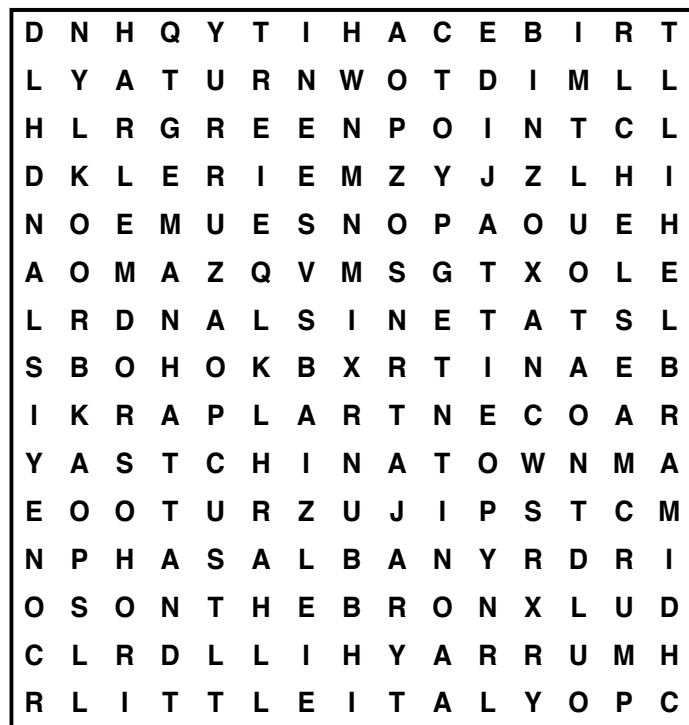 D N H Q Y T I H A C E B I R T
L Y A T U R N W O T D I M L L
H L R G R E E N P O I N T C L
D K L E R I E M Z Y J Z L H I
N O E M U E S N O P A O U E H
A O M A Z Q V M S G T X O L E
L R D N A L S I N E T A T S L
S B O H O K B X R T I N A E B
I K R A P L A R T N E C O A R
Y A S T C H I N A T O W N M A
E O O T U R Z U J I P S T C M
N P H A S A L B A N Y R D R I
O S O N T H E B R O N X L U D
C L R D L L I H Y A R R U M H
R L I T T L E I T A L Y O P C